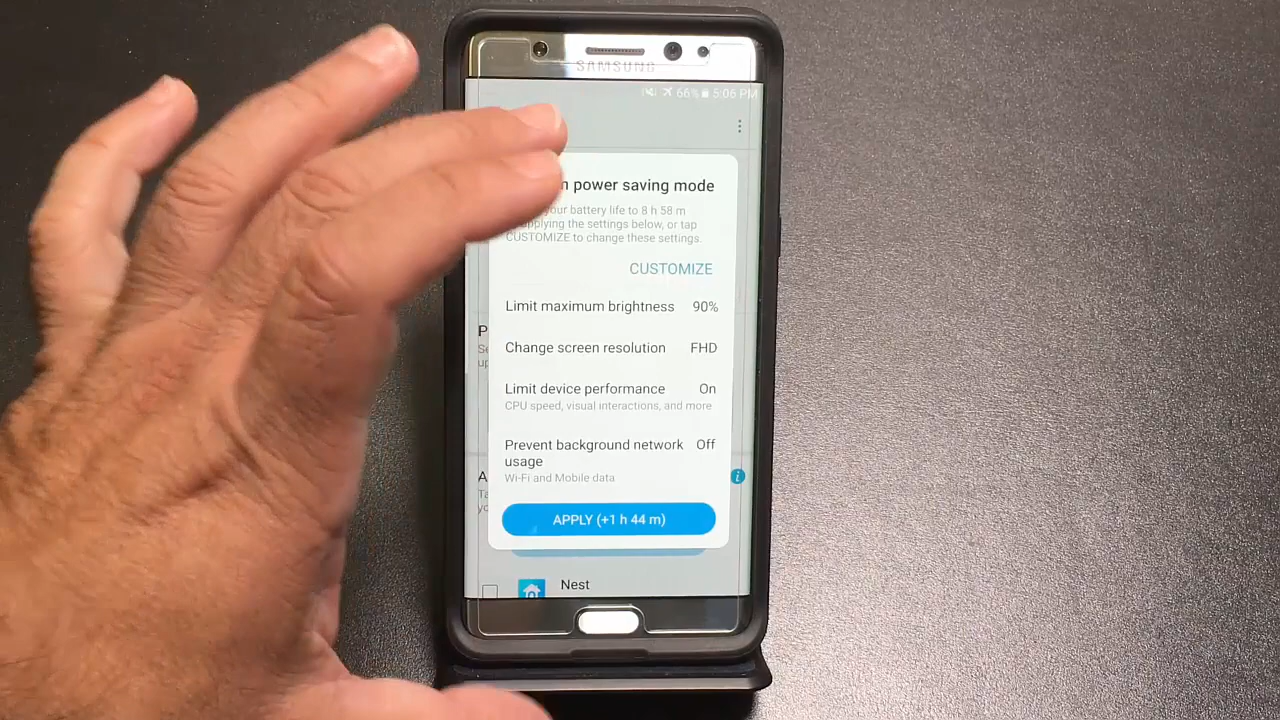 SAMSUNG
66% 5:06 PM
power saving mode
your battery life to 8 h 58 m
applying the settings below, or tap
CUSTOMIZE to change these settings.
CUSTOMIZE
Limit maximum brightness 90%
Change screen resolution FHD
Limit device performance On
CPU speed, visual interactions, and more
Prevent background network Off
usage
Wi-Fi and Mobile data
APPLY (+1 h 44 m)
Nest